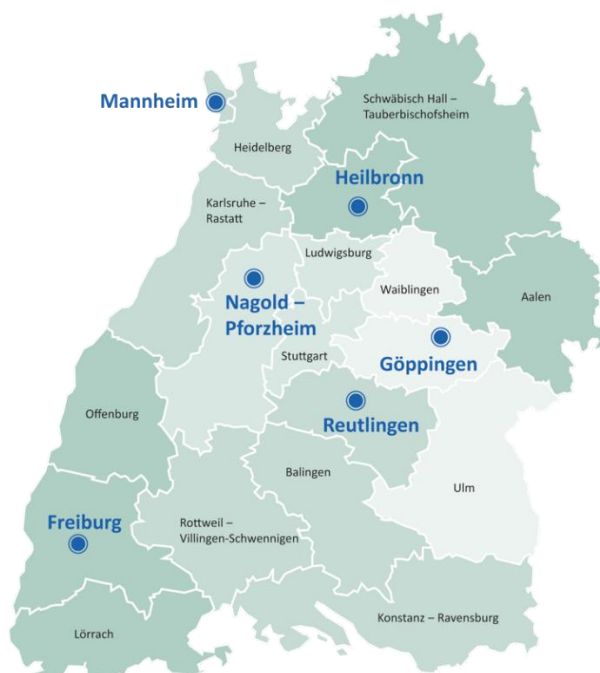 Mannheim
Schwäbisch Hall –
Tauberbischofsheim
Heidelberg
Heilbronn
Karlsruhe –
Rastatt
Ludwigsburg
Waiblingen
Aalen
Nagold –
Pforzheim
Stuttgart
Göppingen
Offenburg
Reutlingen
Balingen
Ulm
Freiburg
Rottweil –
Villingen-Schwennigen
Konstanz – Ravensburg
Lörrach